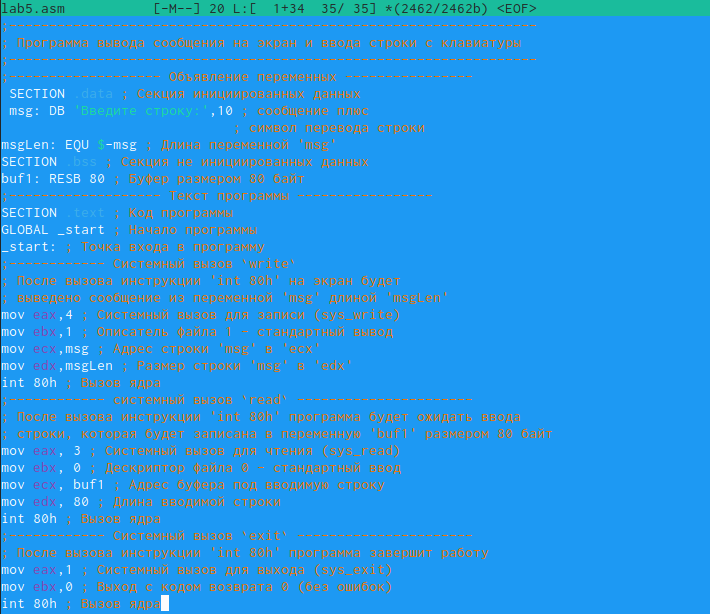 lab5.asm [-M--] 20 L:[ 1+34 35/ 35] *(2462/2462b) <EOF>
;--------------------------------------------------------------
; Программа вывода сообщения на экран и ввода строки с клавиатуры
;--------------------------------------------------------------
;------------------ Объявление переменных ---------------
SECTION .data ; Секция инициированных данных
msg: DB 'Введите строку:',10 ; сообщение плюс
; символ перевода строки
msgLen: EQU $-msg ; Длина переменной 'msg'
SECTION .bss ; Секция не инициированных данных
buf1: RESB 80 ; Буфер размером 80 байт
;------------------ Текст программы ----------------
SECTION .text ; Код программы
GLOBAL _start ; Начало программы
_start: ; Точка входа в программу
;------------ Системный вызов `write`
; После вызова инструкции 'int 80h' на экран будет
; выведено сообщение из переменной 'msg' длиной 'msgLen'
mov eax,4 ; Системный вызов для записи (sys_write)
mov ebx,1 ; Описатель файла 1 - стандартный вывод
mov ecx,msg ; Адрес строки 'msg' в 'ecx'
mov edx,msgLen ; Размер строки 'msg' в 'edx'
int 80h ; Вызов ядра
;------------ системный вызов `read` ----------------------
; После вызова инструкции 'int 80h' программа будет ожидать ввода
; строки, которая будет записана в переменную 'buf1' размером 80 байт
mov eax, 3 ; Системный вызов для чтения (sys_read)
mov ebx, 0 ; Дескриптор файла 0 - стандартный ввод
mov ecx, buf1 ; Адрес буфера под вводимую строку
mov edx, 80 ; Длина вводимой строки
int 80h ; Вызов ядра
;------------ Системный вызов `exit` ---------------------
; После вызова инструкции 'int 80h' программа завершит работу
mov eax,1 ; Системный вызов для выхода (sys_exit)
mov ebx,0 ; Выход с кодом возврата 0 (без ошибок)
int 80h ; Вызов ядра